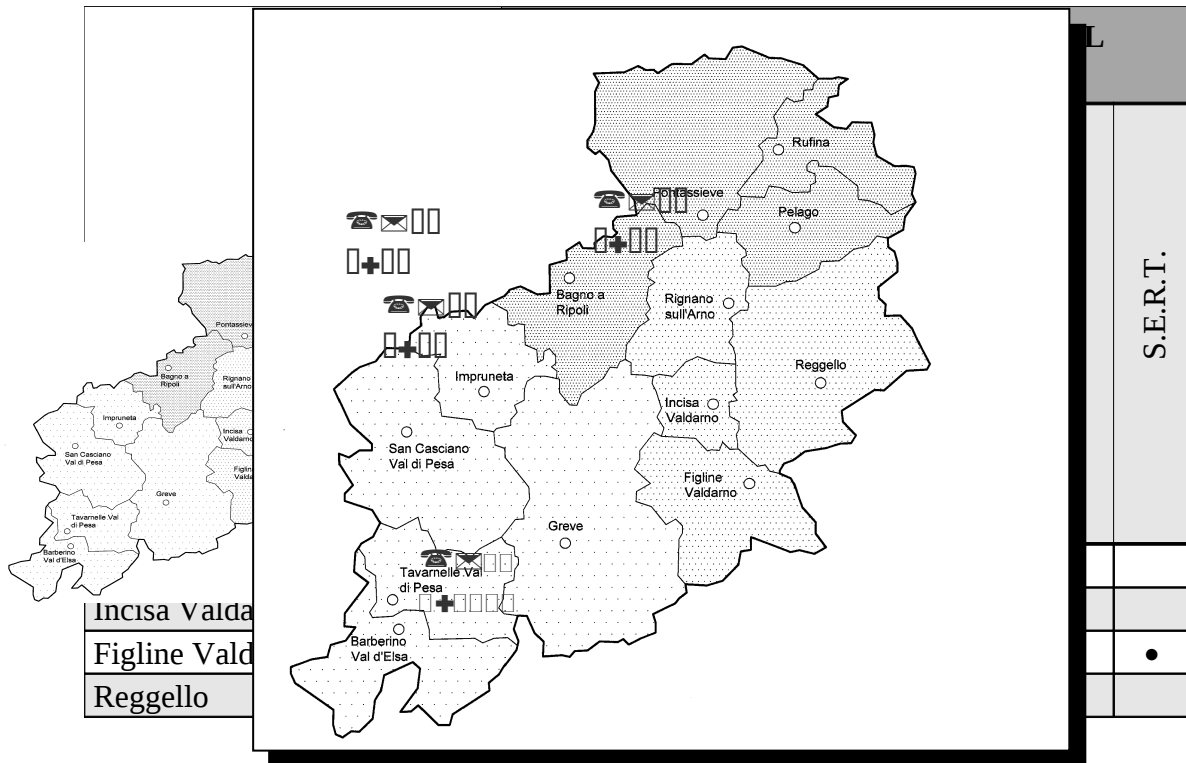 L
S.E.R.T.
Rufina
Pontassieve
Pelago
Bagno a
Ripoli
Rignano
sull'Arno
Reggello
Impruneta
Incisa
Valdarno
San Casciano
Val di Pesa
Figline
Valdarno
Greve
Tavarnelle Val
di Pesa
Barberino
Val d'Elsa
Pontassiev
Bagno a
Ripoli
Rignano
sull'Arno
Impruneta
Incisa
Valdarno
San Casciano
Val di Pesa
Figlin
Valda
Greve
Tavarnelle Val
di Pesa
Barberino
Val d'Elsa
Incisa Valda
Figline Vald
•
Reggello